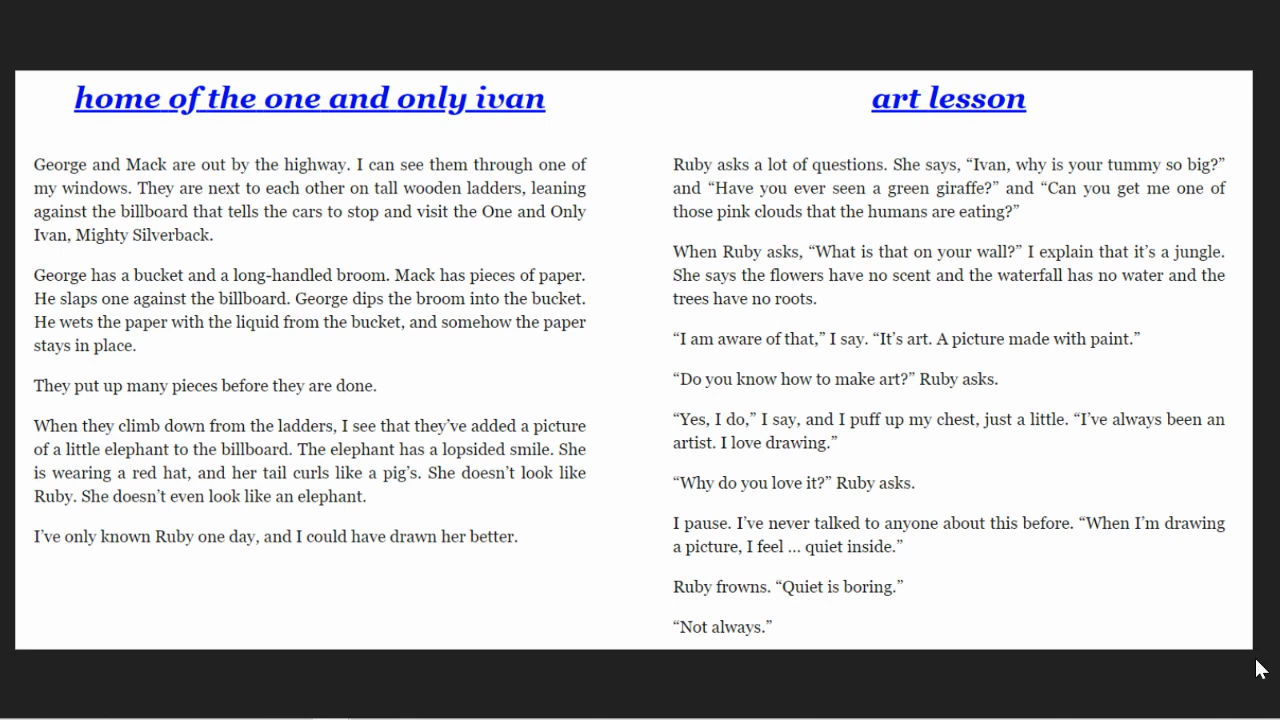 home of the one and only ivan
George and Mack are out by the highway. I can see them through one of
my windows. They are next to each other on tall wooden ladders, leaning
against the billboard that tells the cars to stop and visit the One and Only
Ivan, Mighty Silverback.
George has a bucket and a long-handled broom. Mack has pieces of paper.
He slaps one against the billboard. George dips the broom into the bucket.
He wets the paper with the liquid from the bucket, and somehow the paper
stays in place.
They put up many pieces before they are done.
When they climb down from the ladders, I see that they’ve added a picture
of a little elephant to the billboard. The elephant has a lopsided smile. She
is wearing a red hat, and her tail curls like a pig’s. She doesn’t look like
Ruby. She doesn’t even look like an elephant.
I’ve only known Ruby one day, and I could have drawn her better.
art lesson
Ruby asks a lot of questions. She says, “Ivan, why is your tummy so big?”
and “Have you ever seen a green giraffe?” and “Can you get me one of
those pink clouds that the humans are eating?”
When Ruby asks, “What is that on your wall?” I explain that it’s a jungle.
She says the flowers have no scent and the waterfall has no water and the
trees have no roots.
“I am aware of that,” I say. “It’s art. A picture made with paint.”
“Do you know how to make art?” Ruby asks.
“Yes, I do,” I say, and I puff up my chest, just a little. “I’ve always been an
artist. I love drawing.”
“Why do you love it?” Ruby asks.
I pause. I’ve never talked to anyone about this before. “When I’m drawing
a picture, I feel … quiet inside.”
Ruby frowns. “Quiet is boring.”
“Not always.”